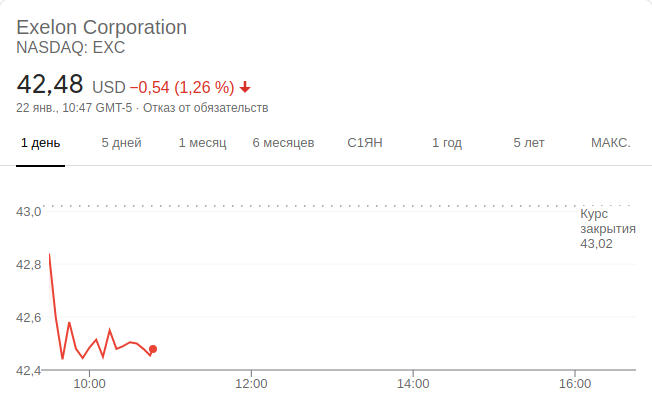 Exelon Corporation
NASDAQ: EXC
42,48 USD −0,54 (1,26 %)
22 янв., 10:47 GMT-5 · Отказ от обязательств
1 день 5 дней 1 месяц 6 месяцев С1ЯН 1 год 5 лет МАКС.
43,0
Курс
закрытия
43,02
42,8
42,6
42,4
10:00 12:00 14:00 16:00